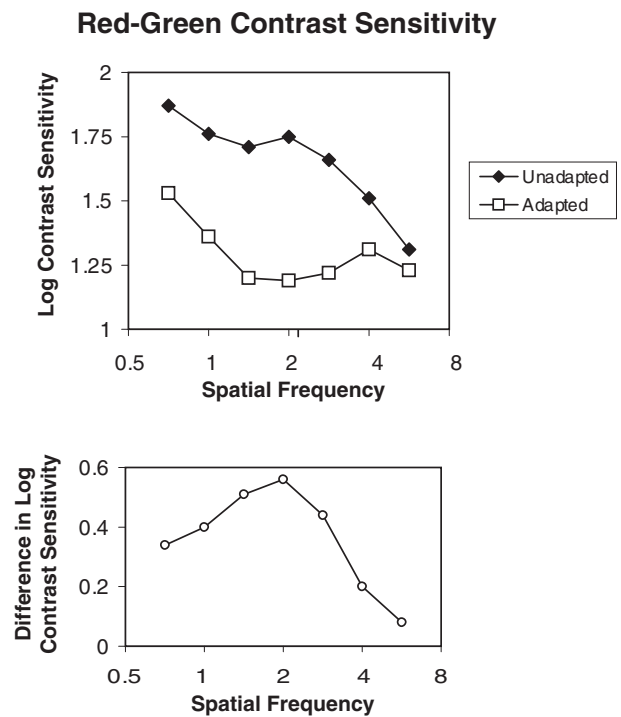 Red-Green Contrast Sensitivity
Log Contrast Sensitivity
2
1.75
1.5
1.25
1
0.5 1 2 4 8
Spatial Frequency
Unadapted
Adapted
Difference in Log
Contrast Sensitivity
0.6
0.4
0.2
0
0.5 1 2 4 8
Spatial Frequency